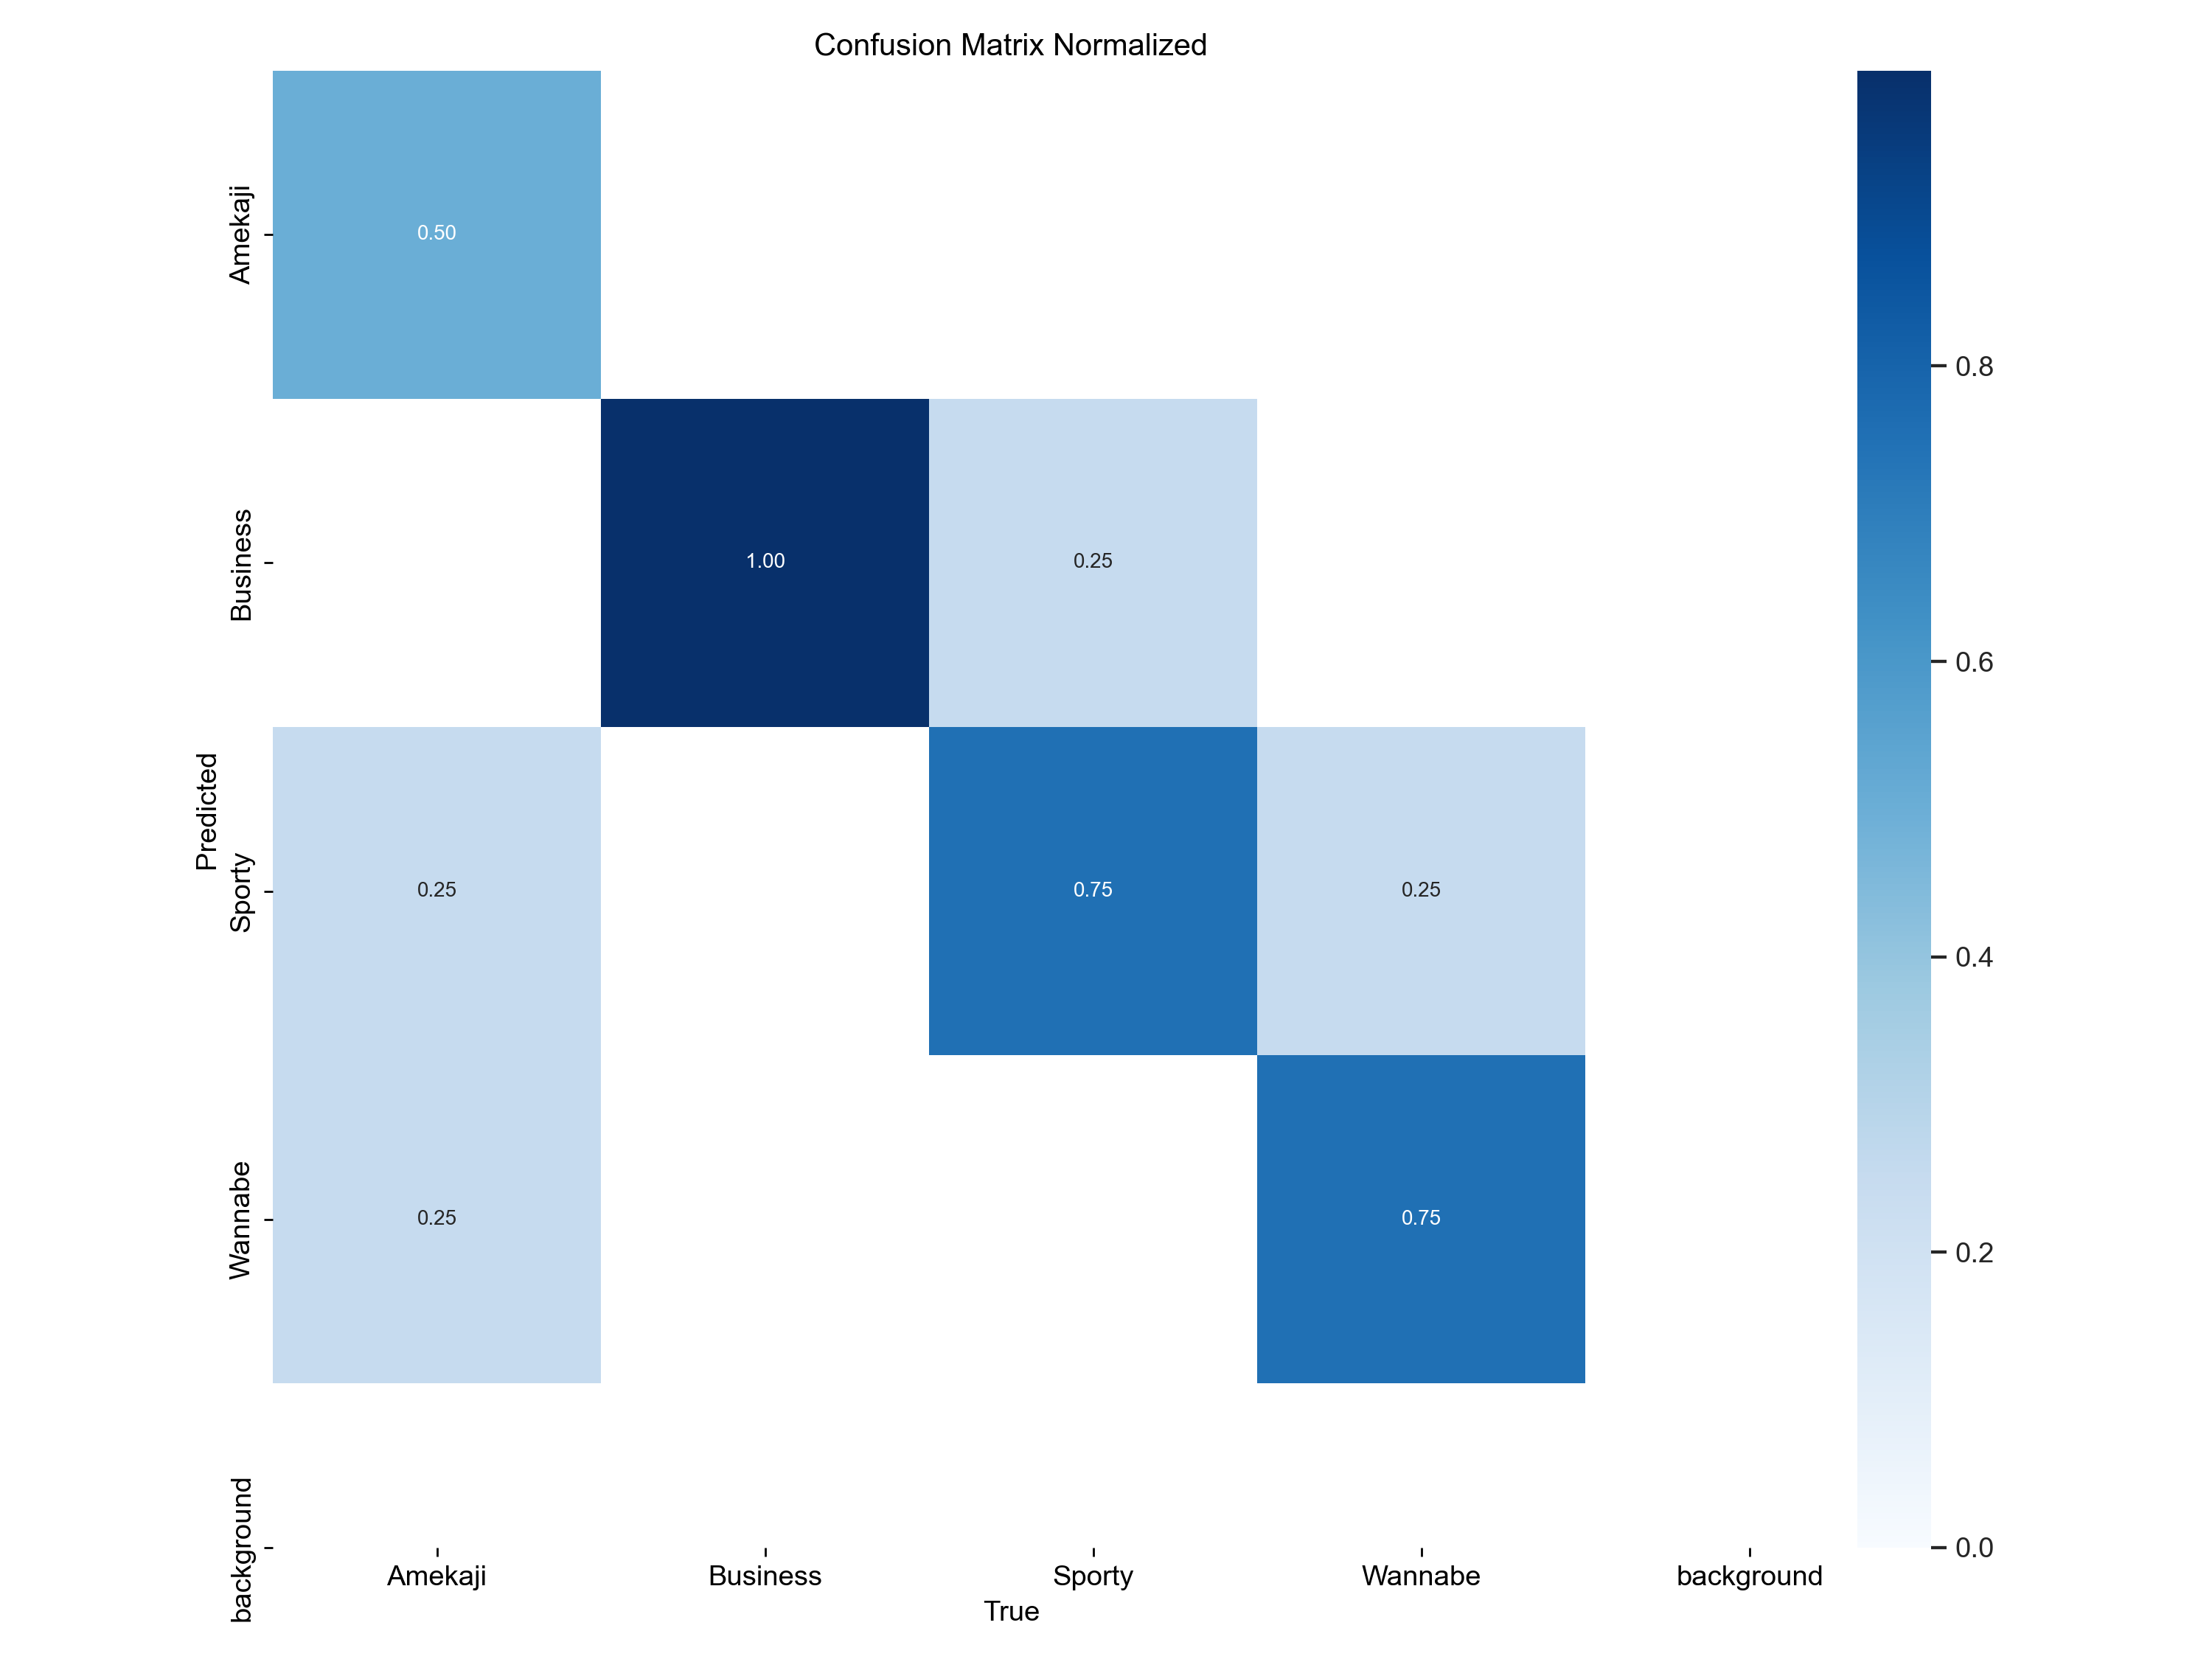 Confusion Matrix Normalized
Amekaji
0.50
Business
1.00
0.25
Predicted
Sporty
0.25
0.75
0.25
Wannabe
0.25
0.75
background
Amekaji
Business
Sporty
Wannabe
background
True
0.8
0.6
0.4
0.2
0.0